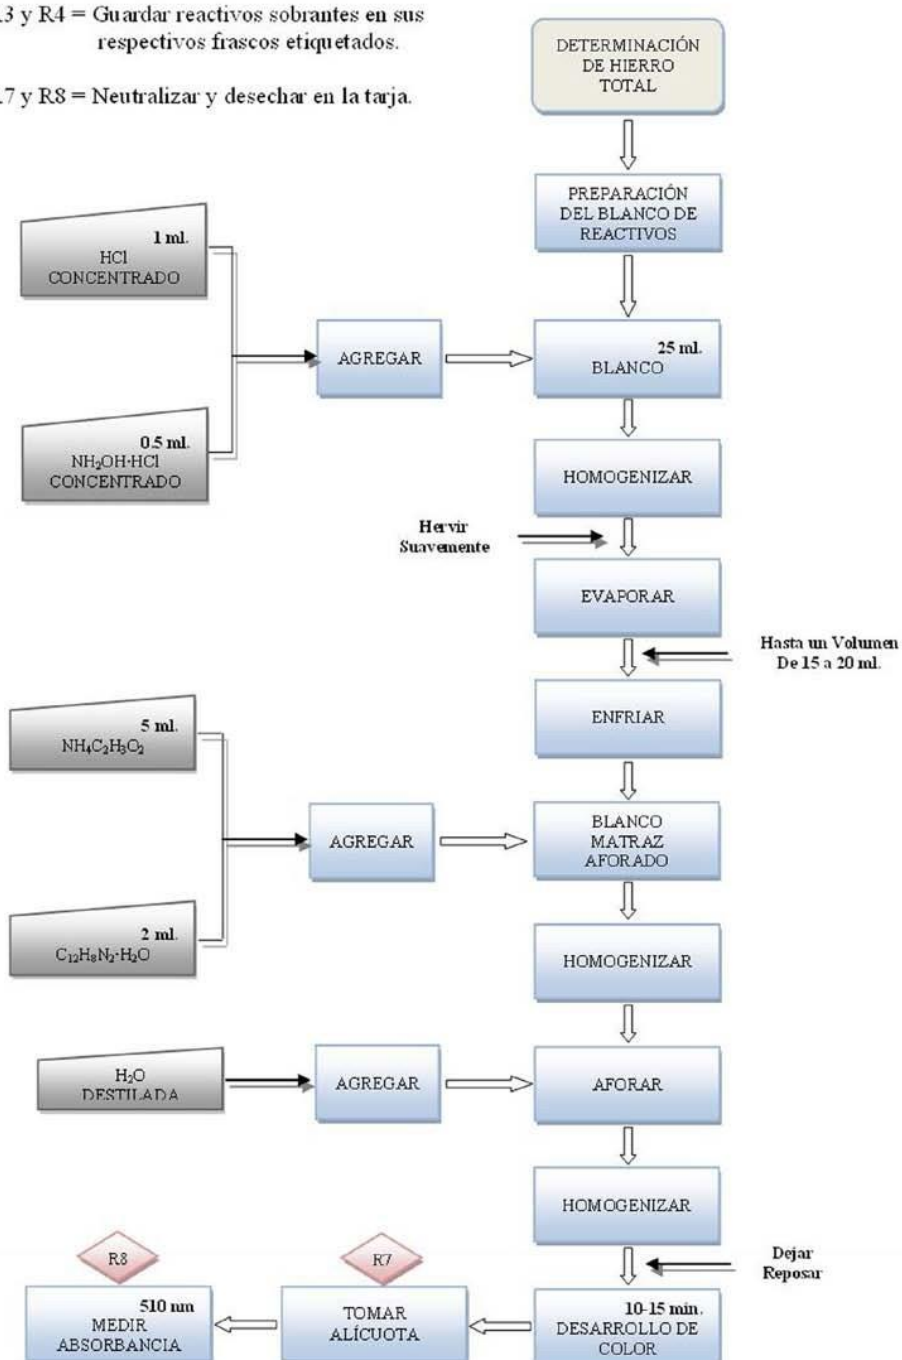 .3 y R4 = Guardar reactivos sobrantes en sus
respectivos frascos etiquetados.
.7 y R8 = Neutralizar y desechar en la tarja.
DETERMINACIÓN
DE HIERRO
TOTAL
PREPARACIÓN
DEL BLANCO DE
REACTIVOS
1 ml.
HCl
CONCENTRADO
AGREGAR
25 ml.
BLANCO
0.5 ml.
NH₂OH·HCl
CONCENTRADO
HOMOGENIZAR
Hervir
Suavemente
EVAPORAR
Hasta un Volumen
De 15 a 20 ml.
ENFRIAR
5 ml.
NH₄C₂H₃O₂
AGREGAR
BLANCO
MATRAZ
AFORADO
2 ml.
C₁₂H₈N₂·H₂O
HOMOGENIZAR
H₂O
DESTILADA
AGREGAR
AFORAR
HOMOGENIZAR
Dejar
Reposar
R8
R7
510 nm
MEDIR
ABSORBANCIA
TOMAR
ALÍCUOTA
10-15 min.
DESARROLLO DE
COLOR